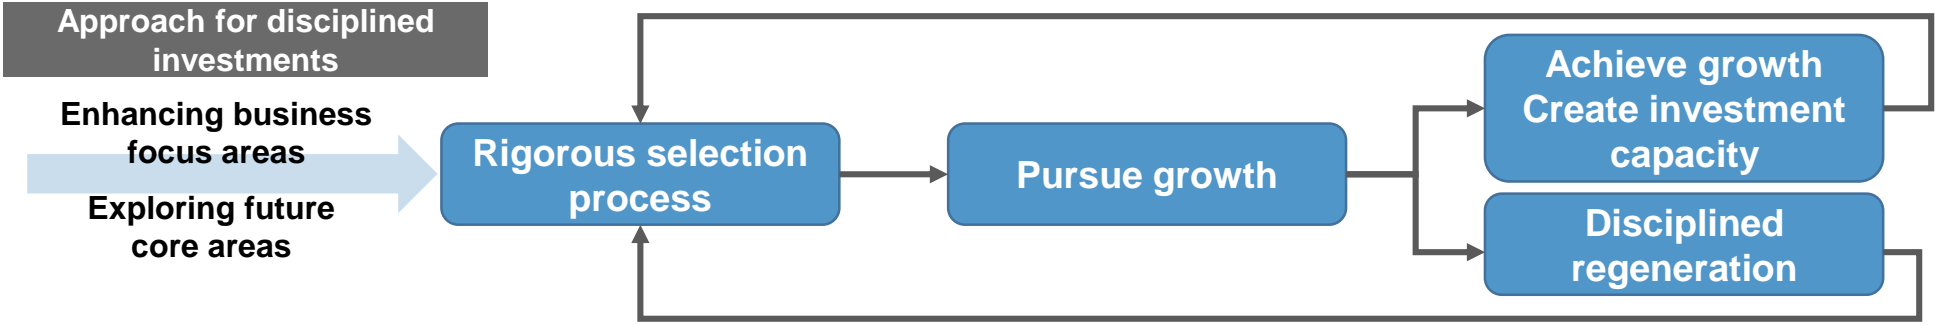 Approach for disciplined
investments
Enhancing business
focus areas
Exploring future
core areas
Rigorous selection
process
Pursue growth
Achieve growth
Create investment
capacity
Disciplined
regeneration